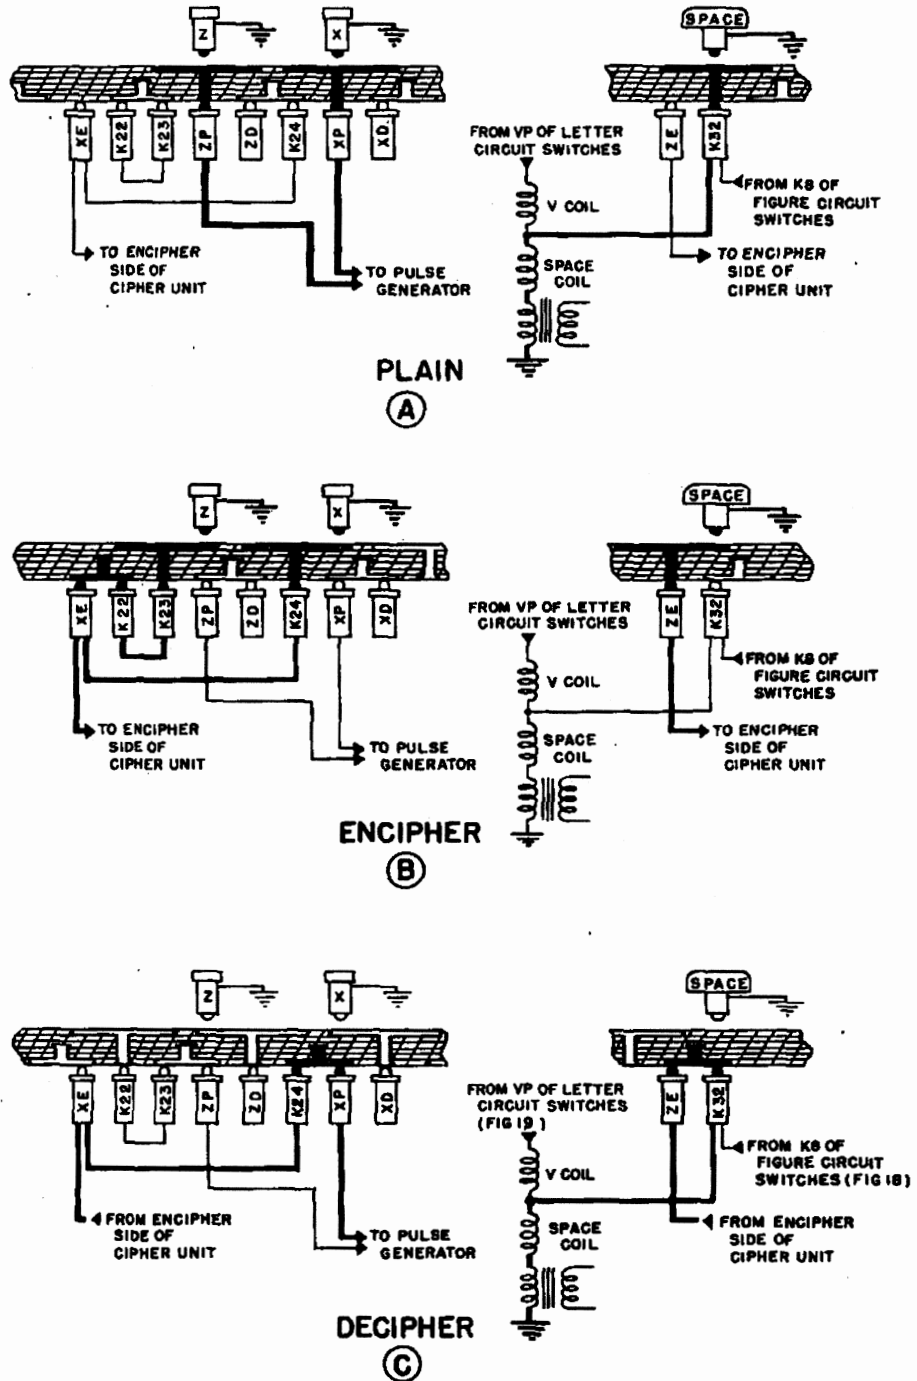 Z
X
SPACE
XE
K22
K23
ZP
ZD
K24
XP
XD
ZE
K32
FROM VP OF LETTER
CIRCUIT SWITCHES
FROM K8 OF
FIGURE CIRCUIT
SWITCHES
V COIL
TO ENCIPHER
SIDE OF
CIPHER UNIT
TO PULSE
GENERATOR
SPACE
COIL
TO ENCIPHER
SIDE OF
CIPHER UNIT
PLAIN
A
Z
X
SPACE
XE
K22
K23
ZP
ZD
K24
XP
XD
ZE
K32
FROM VP OF LETTER
CIRCUIT SWITCHES
FROM K8 OF
FIGURE CIRCUIT
SWITCHES
V COIL
TO ENCIPHER
SIDE OF
CIPHER UNIT
TO PULSE
GENERATOR
SPACE
COIL
TO ENCIPHER
SIDE OF
CIPHER UNIT
ENCIPHER
B
Z
X
SPACE
XE
K22
K23
ZP
ZD
K24
XP
XD
ZE
K32
FROM VP OF LETTER
CIRCUIT SWITCHES
(FIG 19)
FROM K8 OF
FIGURE CIRCUIT
SWITCHES (FIG 18)
V COIL
FROM ENCIPHER
SIDE OF
CIPHER UNIT
TO PULSE
GENERATOR
SPACE
COIL
FROM ENCIPHER
SIDE OF
CIPHER UNIT
DECIPHER
C